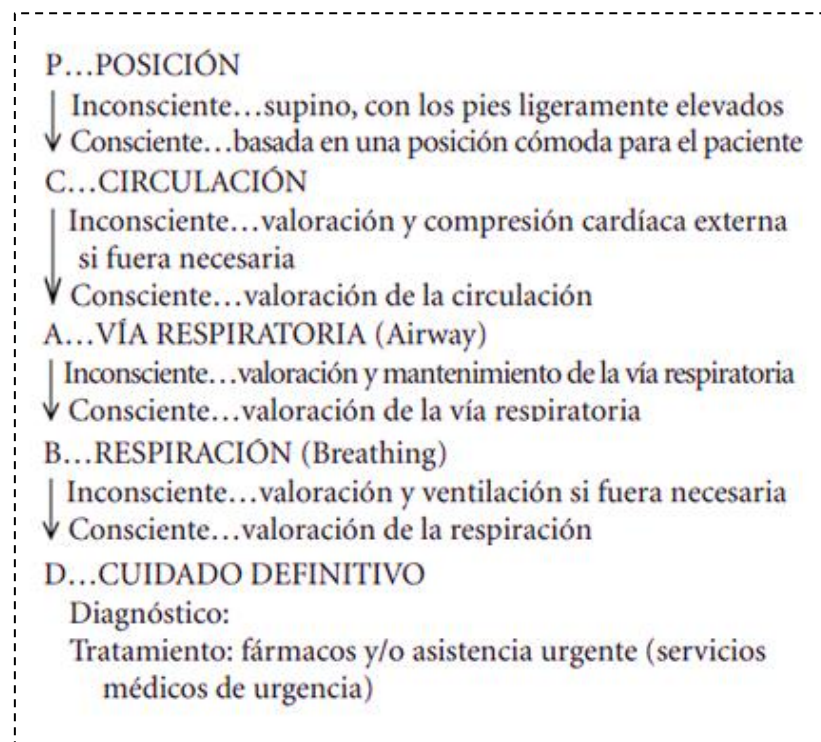 P…POSICIÓN
Inconsciente…supino, con los pies ligeramente elevados
Consciente…basada en una posición cómoda para el paciente
C…CIRCULACIÓN
Inconsciente…valoración y compresión cardíaca externa
si fuera necesaria
Consciente…valoración de la circulación
A…VÍA RESPIRATORIA (Airway)
Inconsciente…valoración y mantenimiento de la vía respiratoria
Consciente…valoración de la vía respiratoria
B…RESPIRACIÓN (Breathing)
Inconsciente…valoración y ventilación si fuera necesaria
Consciente…valoración de la respiración
D…CUIDADO DEFINITIVO
Diagnóstico:
Tratamiento: fármacos y/o asistencia urgente (servicios
médicos de urgencia)